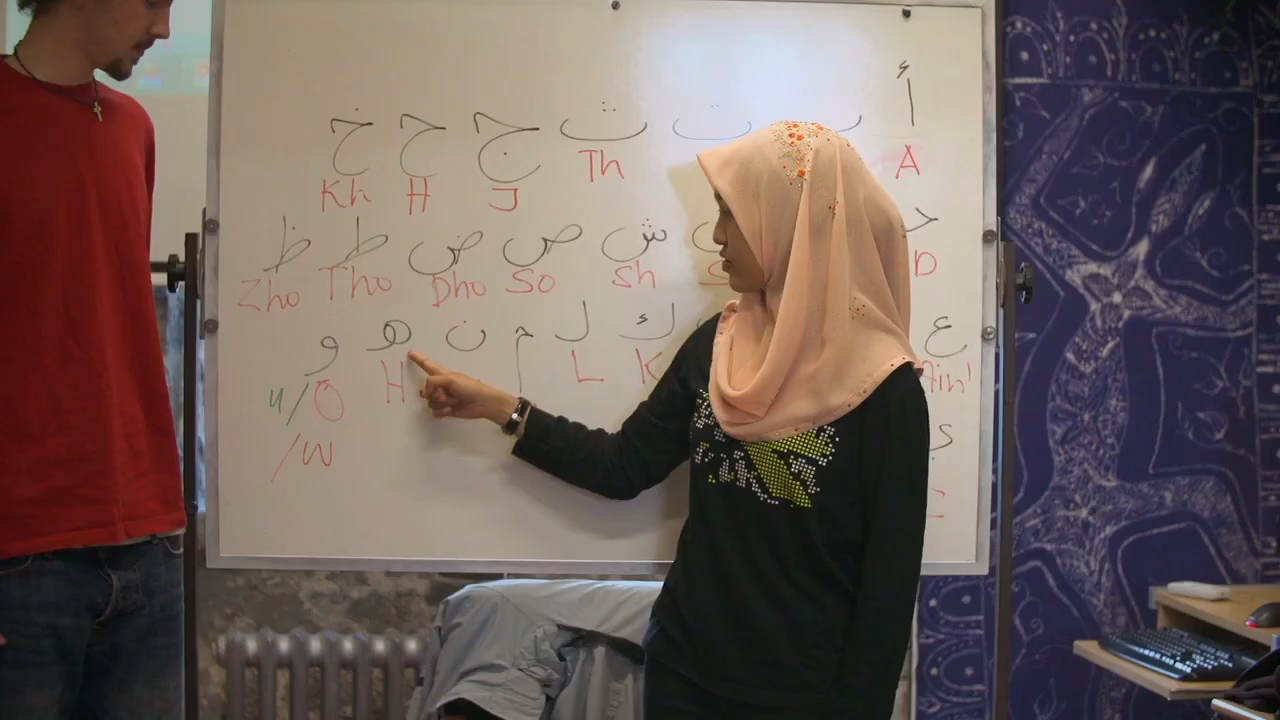 أ ب ت ث ج ح خ
A Th J H Kh
د ش ص ض ط ظ
D S Sh So Dho Tho Zho
ع ك ل م ن ه و
Ain' K L H u/O
/W
ء